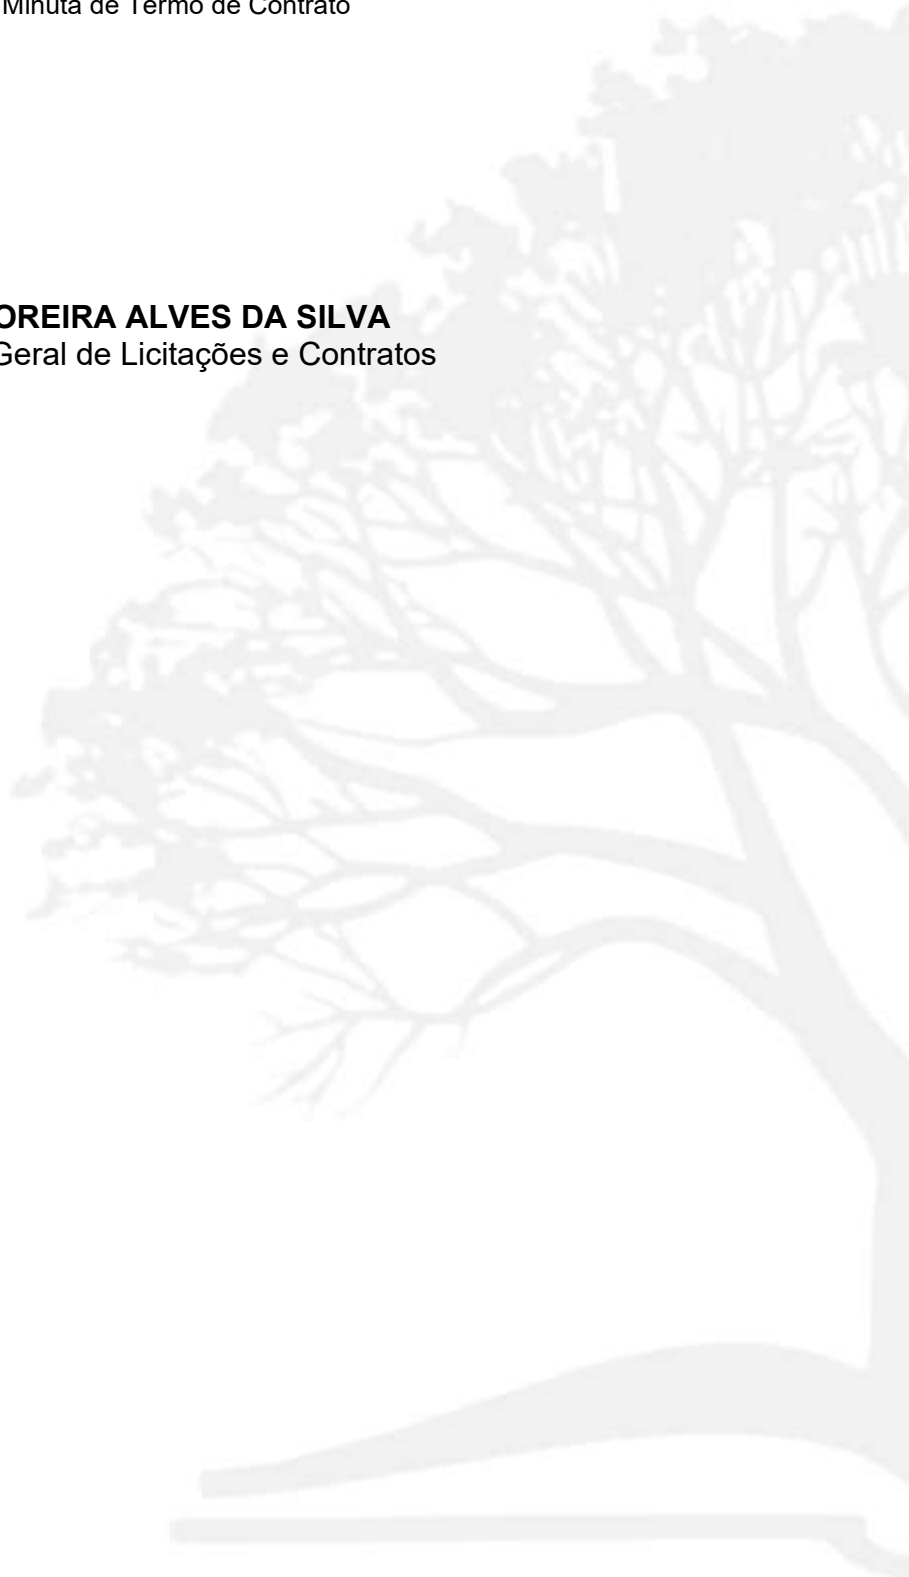 Minuta de Termo de Contrato
OREIRA ALVES DA SILVA
Geral de Licitações e Contratos